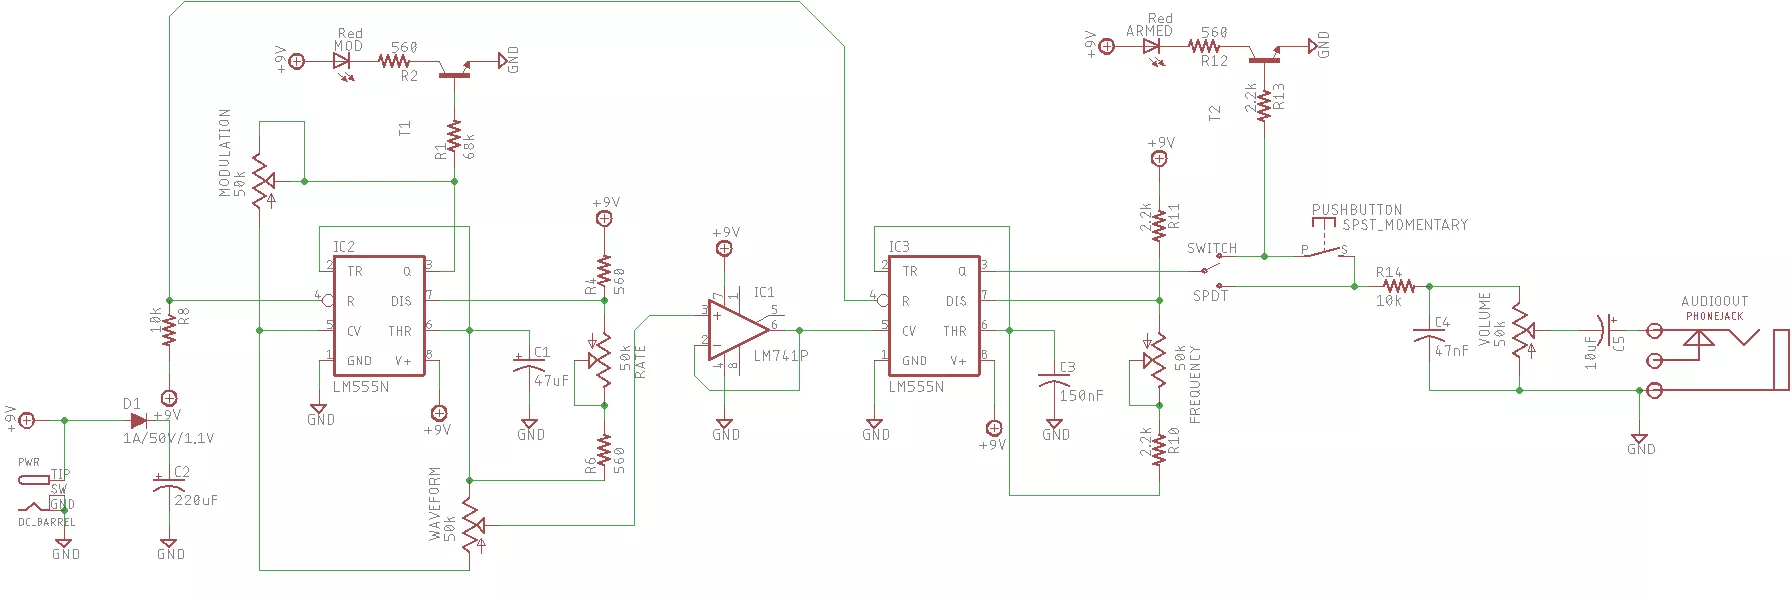 +9V
Red
MOD
560
R2
GND
T1
R1
68k
MODULATION
50k
IC2
2
TR
Q
3
4
R
DIS
7
5
CV
THR
6
1
GND
V+
8
LM555N
GND
+9V
10k
R8
+9V
+9V
D1
1A/50V/1.1V
PWR
TIP
SW
GND
DC_BARREL
GND
C2
220uF
GND
+9V
R4
560
50k
RATE
R6
560
C1
47uF
GND
WAVEFORM
50k
+9V
IC1
7
1
3
+
5
6
2
-
4
8
LM741P
GND
IC3
2
TR
Q
3
4
R
DIS
7
5
CV
THR
6
1
GND
V+
8
LM555N
GND
+9V
C3
150nF
GND
+9V
Red
ARMED
560
R12
GND
2.2k
R13
T2
+9V
2.2k
R11
50k
FREQUENCY
2.2k
R10
SWITCH
SPDT
PUSHBUTTON
SPST_MOMENTARY
P
S
R14
10k
C4
47nF
VOLUME
50k
10uF
C5
AUDIOOUT
PHONEJACK
GND